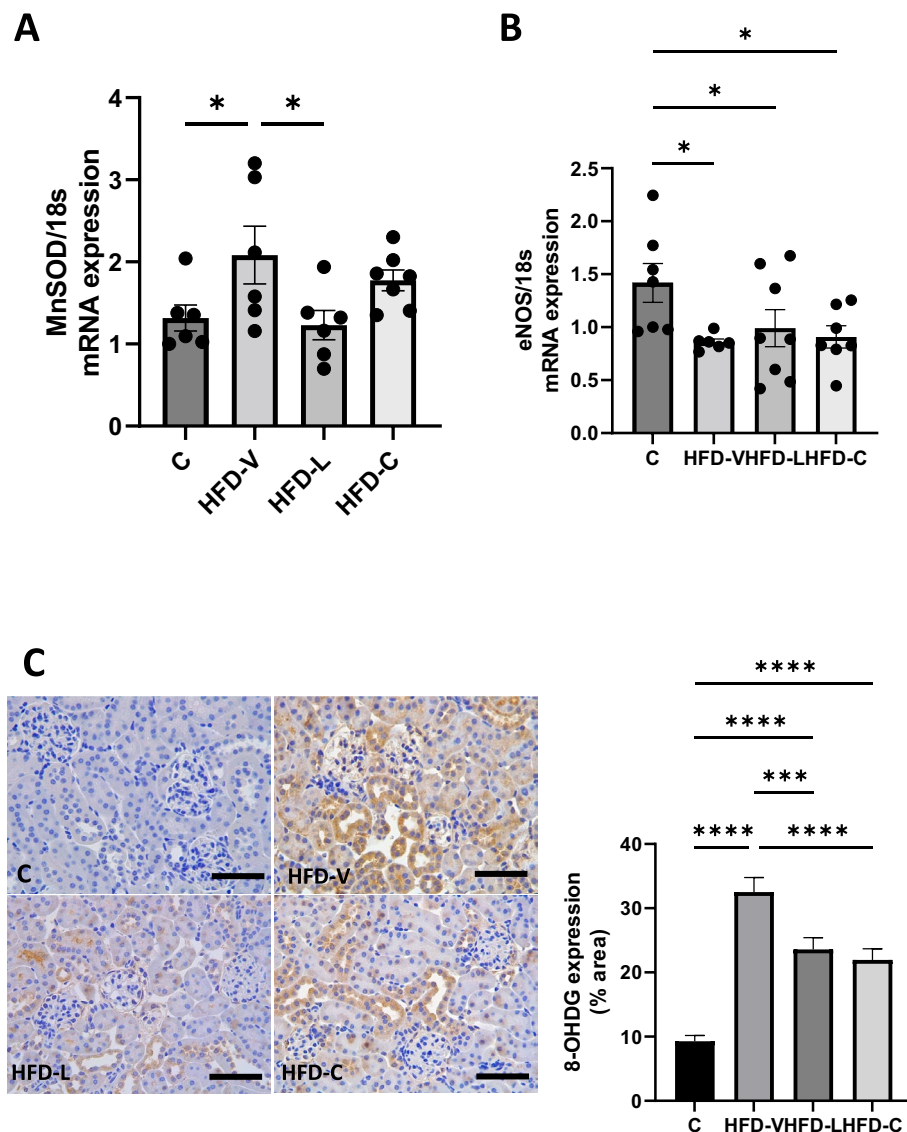 A
MnSOD/18s
mRNA expression
4
3
2
1
0
*
*
C
HFD-V
HFD-L
HFD-C
B
eNOS/18s
mRNA expression
2.5
2.0
1.5
1.0
0.5
0.0
*
*
*
C HFD-V HFD-L HFD-C
C
C
HFD-V
HFD-L
HFD-C
8-OHDG expression
(% area)
40
30
20
10
0
****
****
***
**** ****
C HFD-V HFD-L HFD-C